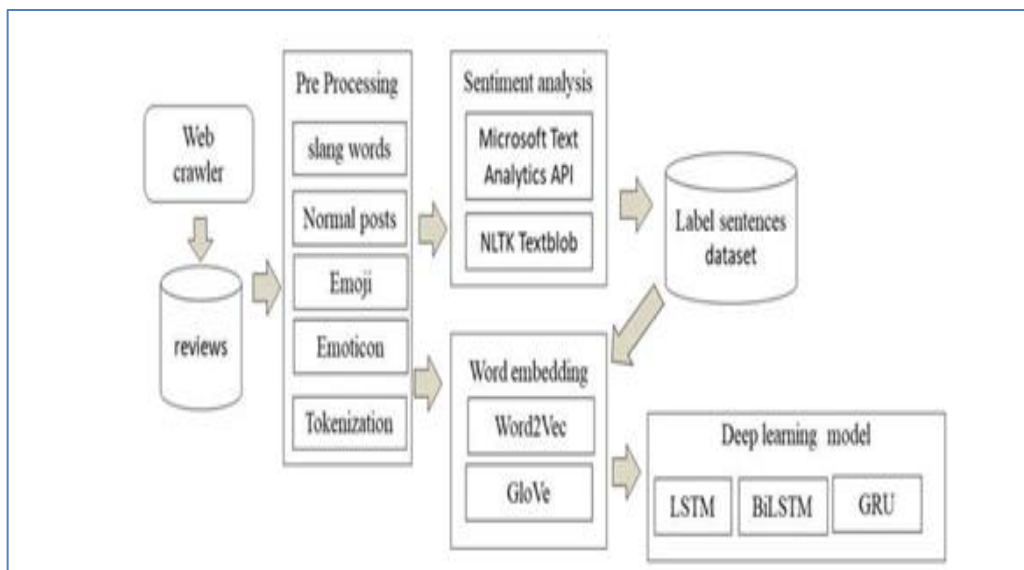 Web
crawler
reviews
Pre Processing
slang words
Normal posts
Emoji
Emoticon
Tokenization
Sentiment analysis
Microsoft Text
Analytics API
NLTK Textblob
Label sentences
dataset
Word embedding
Word2Vec
GloVe
Deep learning model
LSTM
BiLSTM
GRU